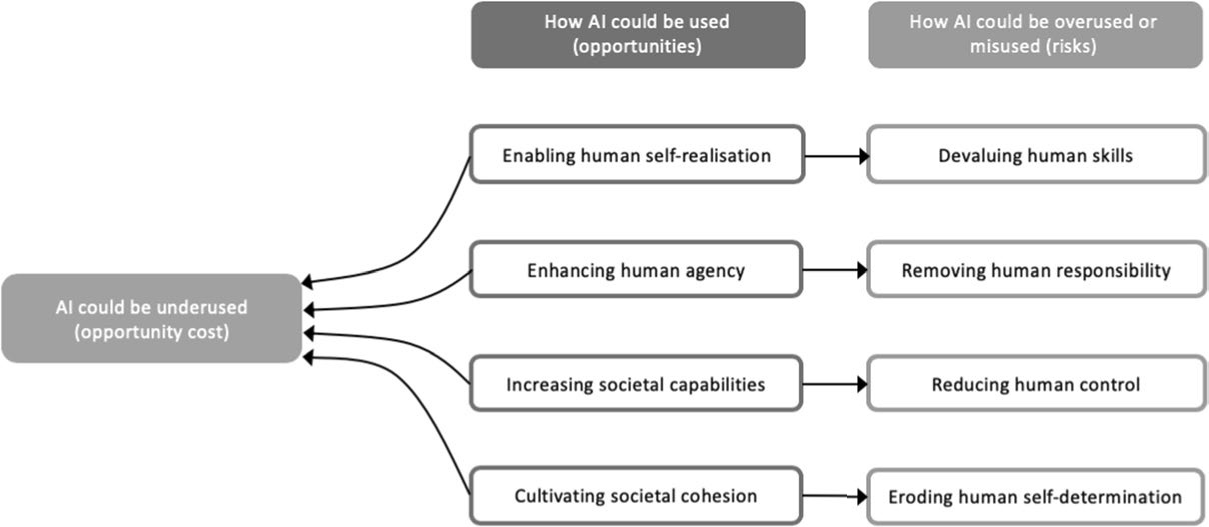 How AI could be used
(opportunities)
How AI could be overused or
misused (risks)
Enabling human self-realisation
Devaluing human skills
Enhancing human agency
Removing human responsibility
AI could be underused
(opportunity cost)
Increasing societal capabilities
Reducing human control
Cultivating societal cohesion
Eroding human self-determination